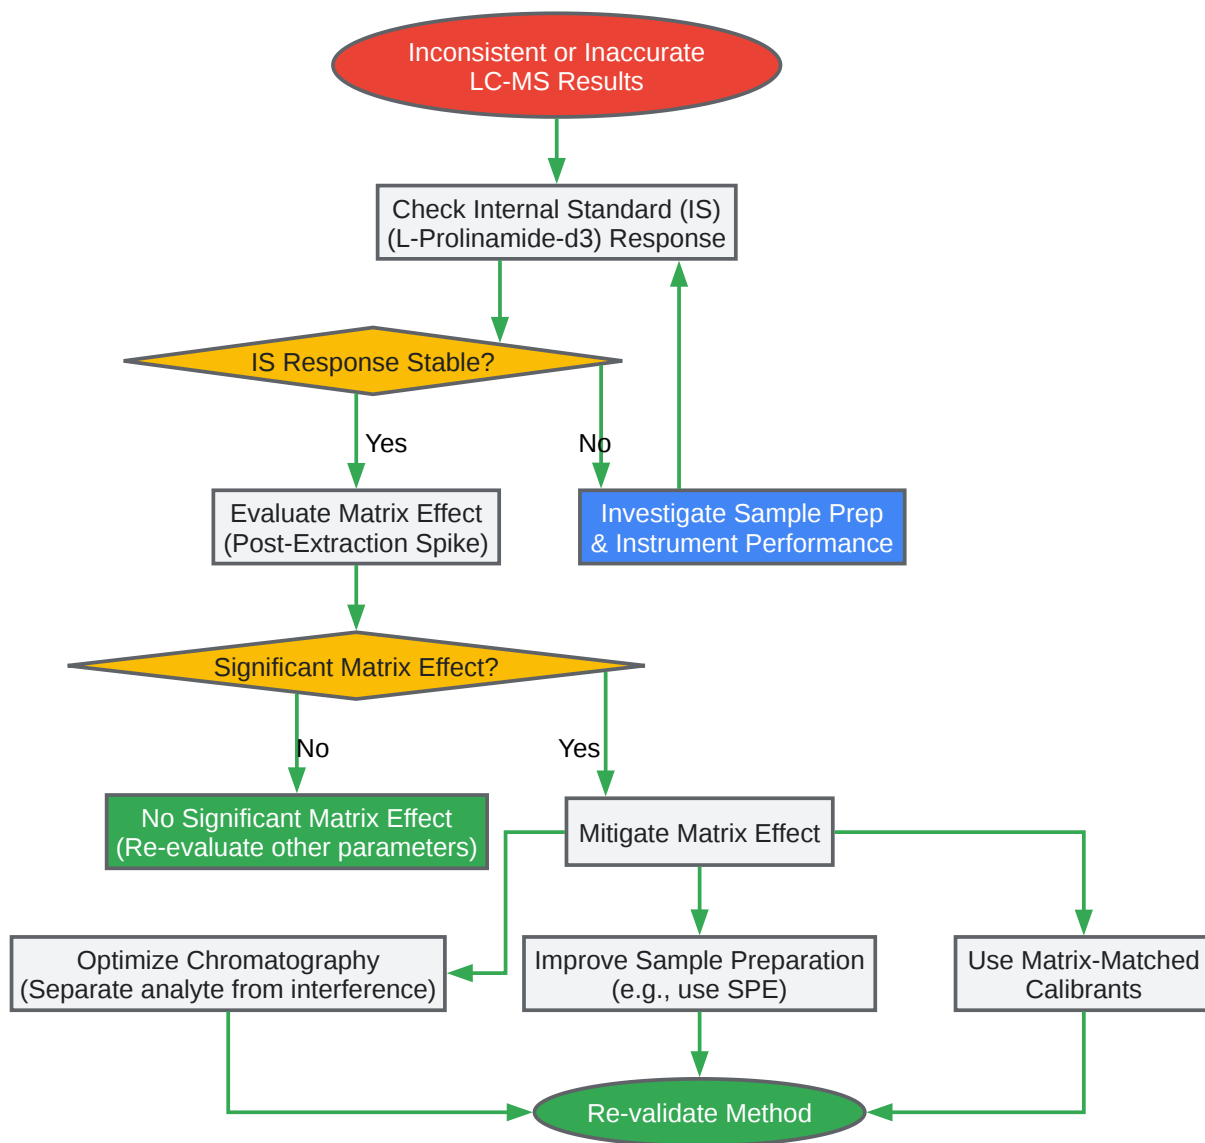 Inconsistent or Inaccurate
LC-MS Results
Check Internal Standard (IS)
(L-Prolinamide-d3) Response
IS Response Stable?
Yes
No
Evaluate Matrix Effect
(Post-Extraction Spike)
Investigate Sample Prep
& Instrument Performance
Significant Matrix Effect?
No
Yes
No Significant Matrix Effect
(Re-evaluate other parameters)
Mitigate Matrix Effect
Optimize Chromatography
(Separate analyte from interference)
Improve Sample Preparation
(e.g., use SPE)
Use Matrix-Matched
Calibrants
Re-validate Method